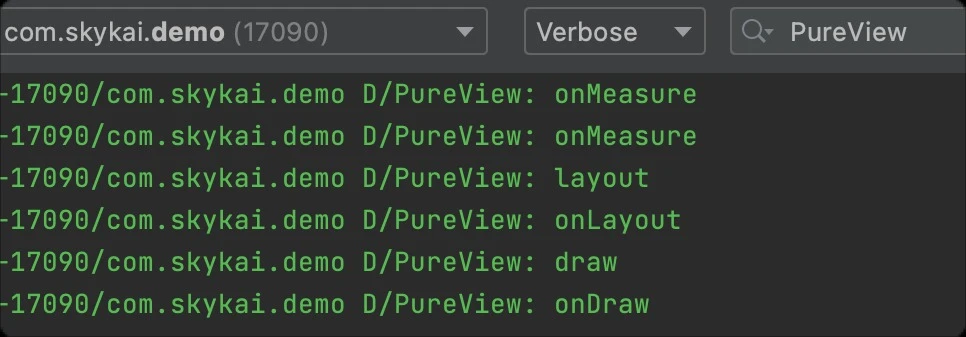 com.skykai.demo (17090) Verbose PureView
-17090/com.skykai.demo D/PureView: onMeasure
-17090/com.skykai.demo D/PureView: onMeasure
-17090/com.skykai.demo D/PureView: layout
-17090/com.skykai.demo D/PureView: onLayout
-17090/com.skykai.demo D/PureView: draw
-17090/com.skykai.demo D/PureView: onDraw